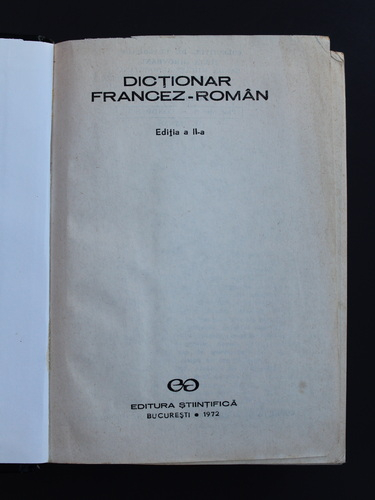 DICȚIONAR
FRANCEZ-ROMÂN
Ediția a II-a
EDITURA ȘTIINȚIFICĂ
BUCUREȘTI • 1972